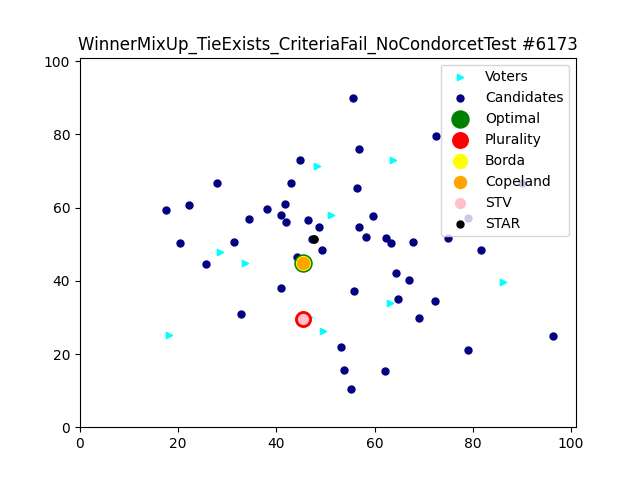 WinnerMixUp_TieExists_CriteriaFail_NoCondorcetTest #6173
100
80
60
40
20
0
0 20 40 60 80 100
Voters
Candidates
Optimal
Plurality
Borda
Copeland
STV
STAR